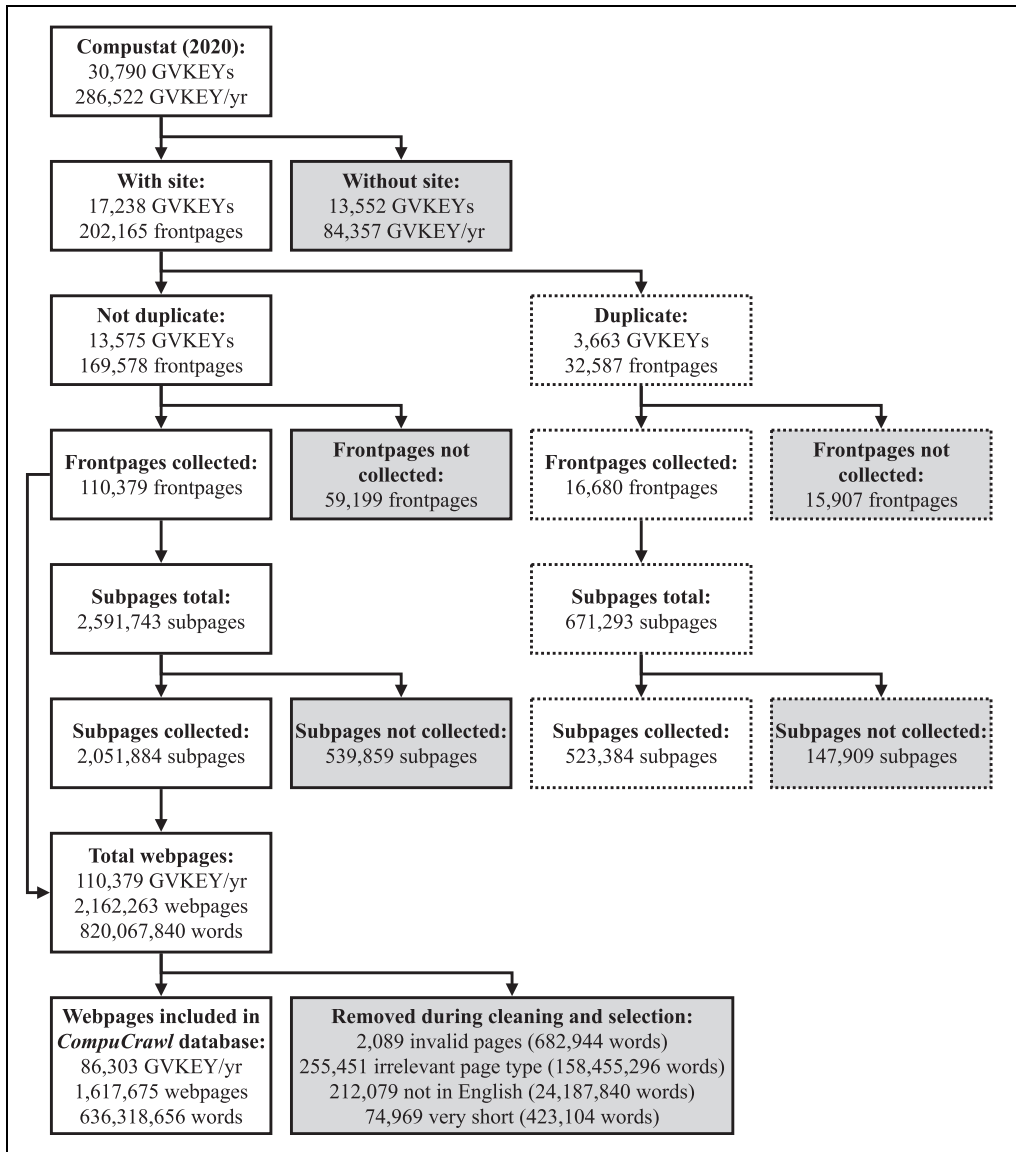 Compustat (2020):
30,790 GVKEYs
286,522 GVKEY/yr
With site:
17,238 GVKEYs
202,165 frontpages
Without site:
13,552 GVKEYs
84,357 GVKEY/yr
Not duplicate:
13,575 GVKEYs
169,578 frontpages
Duplicate:
3,663 GVKEYs
32,587 frontpages
Frontpages collected:
110,379 frontpages
Frontpages not
collected:
59,199 frontpages
Frontpages collected:
16,680 frontpages
Frontpages not
collected:
15,907 frontpages
Subpages total:
2,591,743 subpages
Subpages total:
671,293 subpages
Subpages collected:
2,051,884 subpages
Subpages not collected:
539,859 subpages
Subpages collected:
523,384 subpages
Subpages not collected:
147,909 subpages
Total webpages:
110,379 GVKEY/yr
2,162,263 webpages
820,067,840 words
Webpages included in
CompuCrawl database:
86,303 GVKEY/yr
1,617,675 webpages
636,318,656 words
Removed during cleaning and selection:
2,089 invalid pages (682,944 words)
255,451 irrelevant page type (158,455,296 words)
212,079 not in English (24,187,840 words)
74,969 very short (423,104 words)